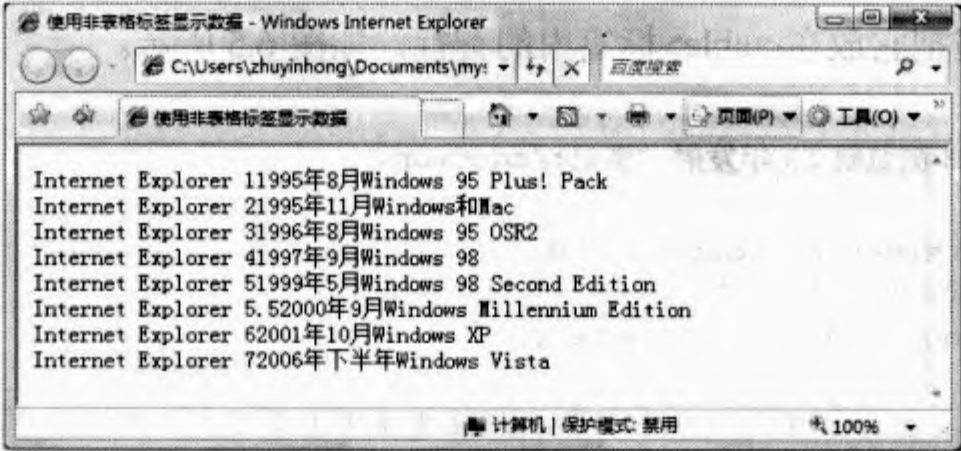 使用非表格标签显示数据 - Windows Internet Explorer
C:\Users\zhuyinhong\Documents\mys 百度搜索
使用非表格标签显示数据 页面(P) 工具(O) »
Internet Explorer 11995年8月Windows 95 Plus! Pack
Internet Explorer 21995年11月Windows和Mac
Internet Explorer 31996年8月Windows 95 OSR2
Internet Explorer 41997年9月Windows 98
Internet Explorer 51999年5月Windows 98 Second Edition
Internet Explorer 5.52000年9月Windows Millennium Edition
Internet Explorer 62001年10月Windows XP
Internet Explorer 72006年下半年Windows Vista
计算机 | 保护模式: 禁用 100%